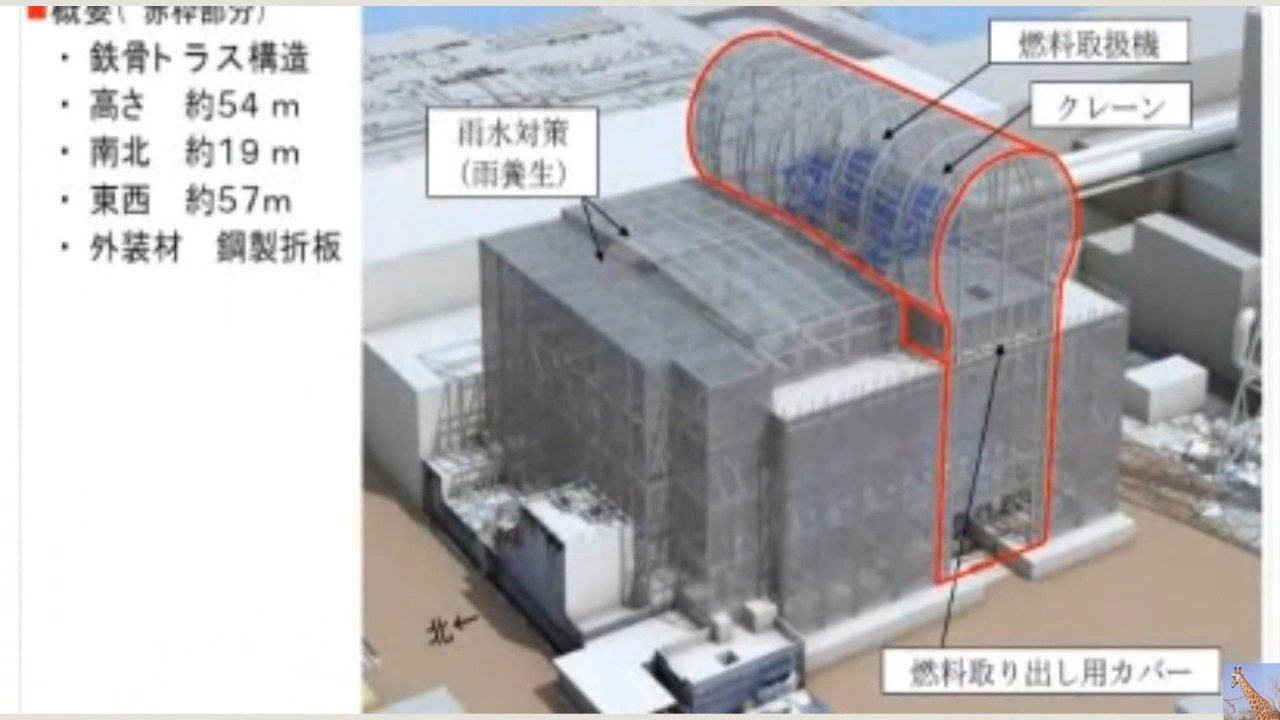 ■概要（赤枠部分）
・鉄骨トラス構造
・高さ　約54 m
・南北　約19 m
・東西　約57m
・外装材　鋼製折板
燃料取扱機
クレーン
雨水対策
（雨養生）
北←
燃料取り出し用カバー